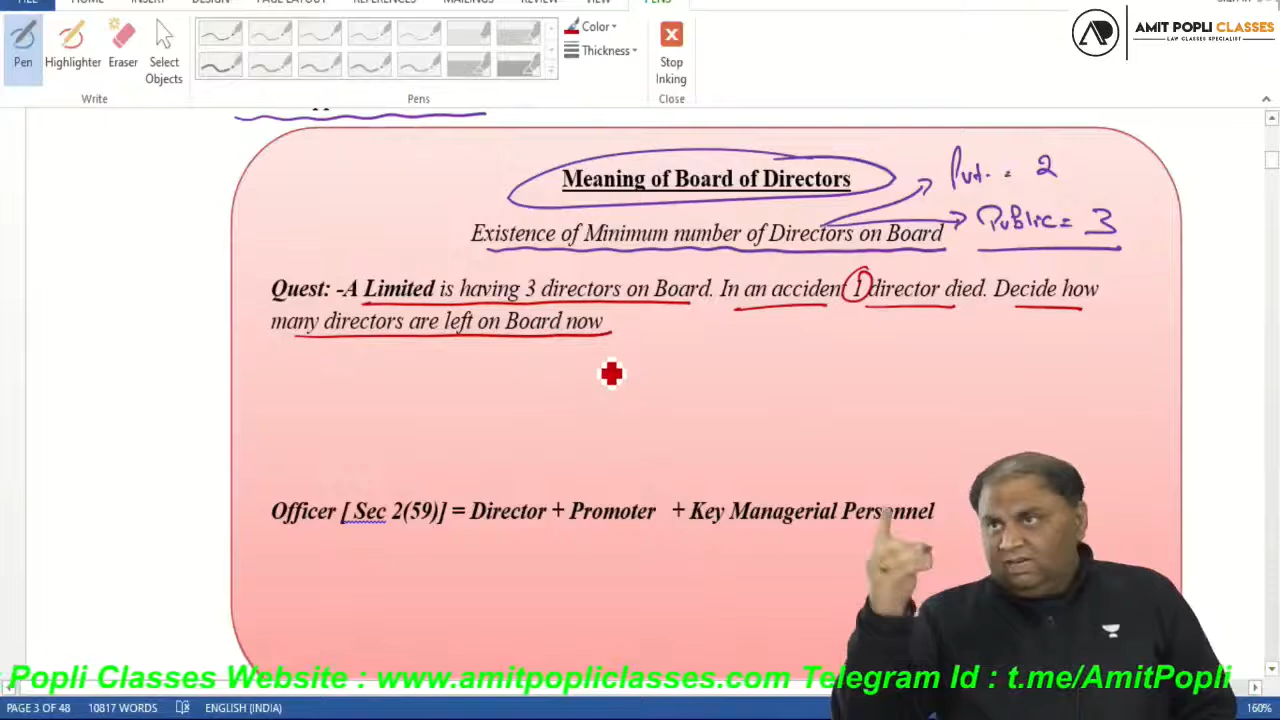 Color
Thickness
Pen
Highlighter
Eraser
Select
Objects
Stop
Inking
Write
Pens
Close
AMIT POPLI CLASSES
LAW CLASSES SPECIALIST
Meaning of Board of Directors
Pvt. = 2
Existence of Minimum number of Directors on Board
Public = 3
Quest: -A Limited is having 3 directors on Board. In an accident 1 director died. Decide how
many directors are left on Board now
Officer [ Sec 2(59)] = Director + Promoter + Key Managerial Personnel
Popli Classes Website : www.amitpopliclasses.com Telegram Id : t.me/AmitPopli
PAGE 3 OF 48
10817 WORDS
ENGLISH (INDIA)
160%